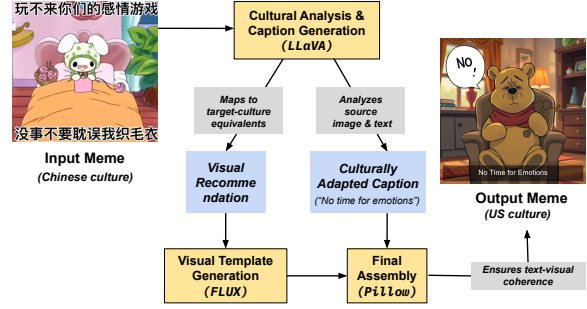 玩不来你们的感情游戏
没事不要耽误我织毛衣
Input Meme
(Chinese culture)
Cultural Analysis &
Caption Generation
(LLaVA)
Maps to
target-culture
equivalents
Analyzes
source
image & text
Visual
Recomme
ndation
Culturally
Adapted Caption
("No time for emotions")
Visual Template
Generation
(FLUX)
Final
Assembly
(Pillow)
Ensures text-visual
coherence
NO,
!
No Time for Emotions
Output Meme
(US culture)